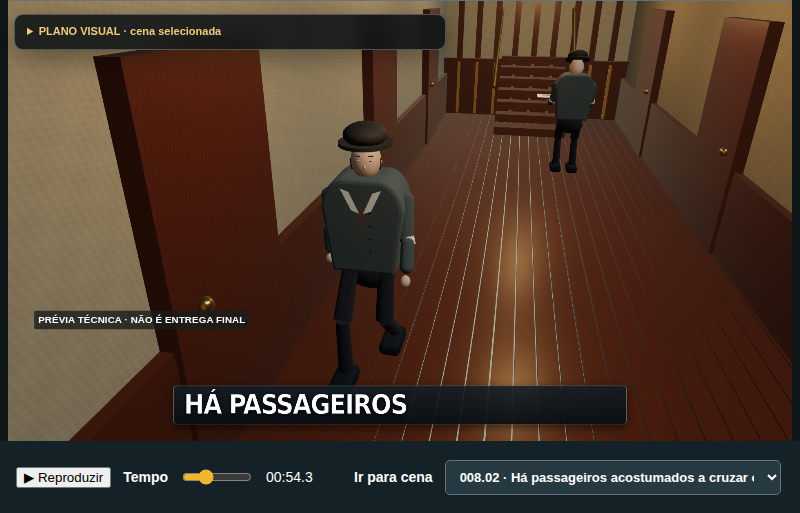 ▶ PLANO VISUAL · cena selecionada
PRÉVIA TÉCNICA · NÃO É ENTREGA FINAL
HÁ PASSAGEIROS
▶ Reproduzir Tempo 00:54.3 Ir para cena 008.02 · Há passageiros acostumados a cruzar